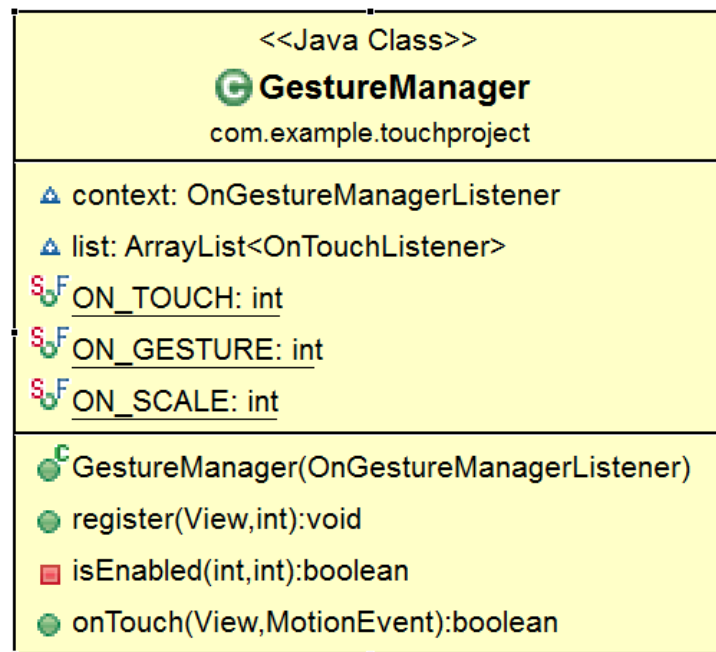 <<Java Class>>
C GestureManager
com.example.touchproject
context: OnGestureManagerListener
list: ArrayList<OnTouchListener>
S F ON_TOUCH: int
S F ON_GESTURE: int
S F ON_SCALE: int
C GestureManager(OnGestureManagerListener)
register(View,int):void
isEnabled(int,int):boolean
onTouch(View,MotionEvent):boolean